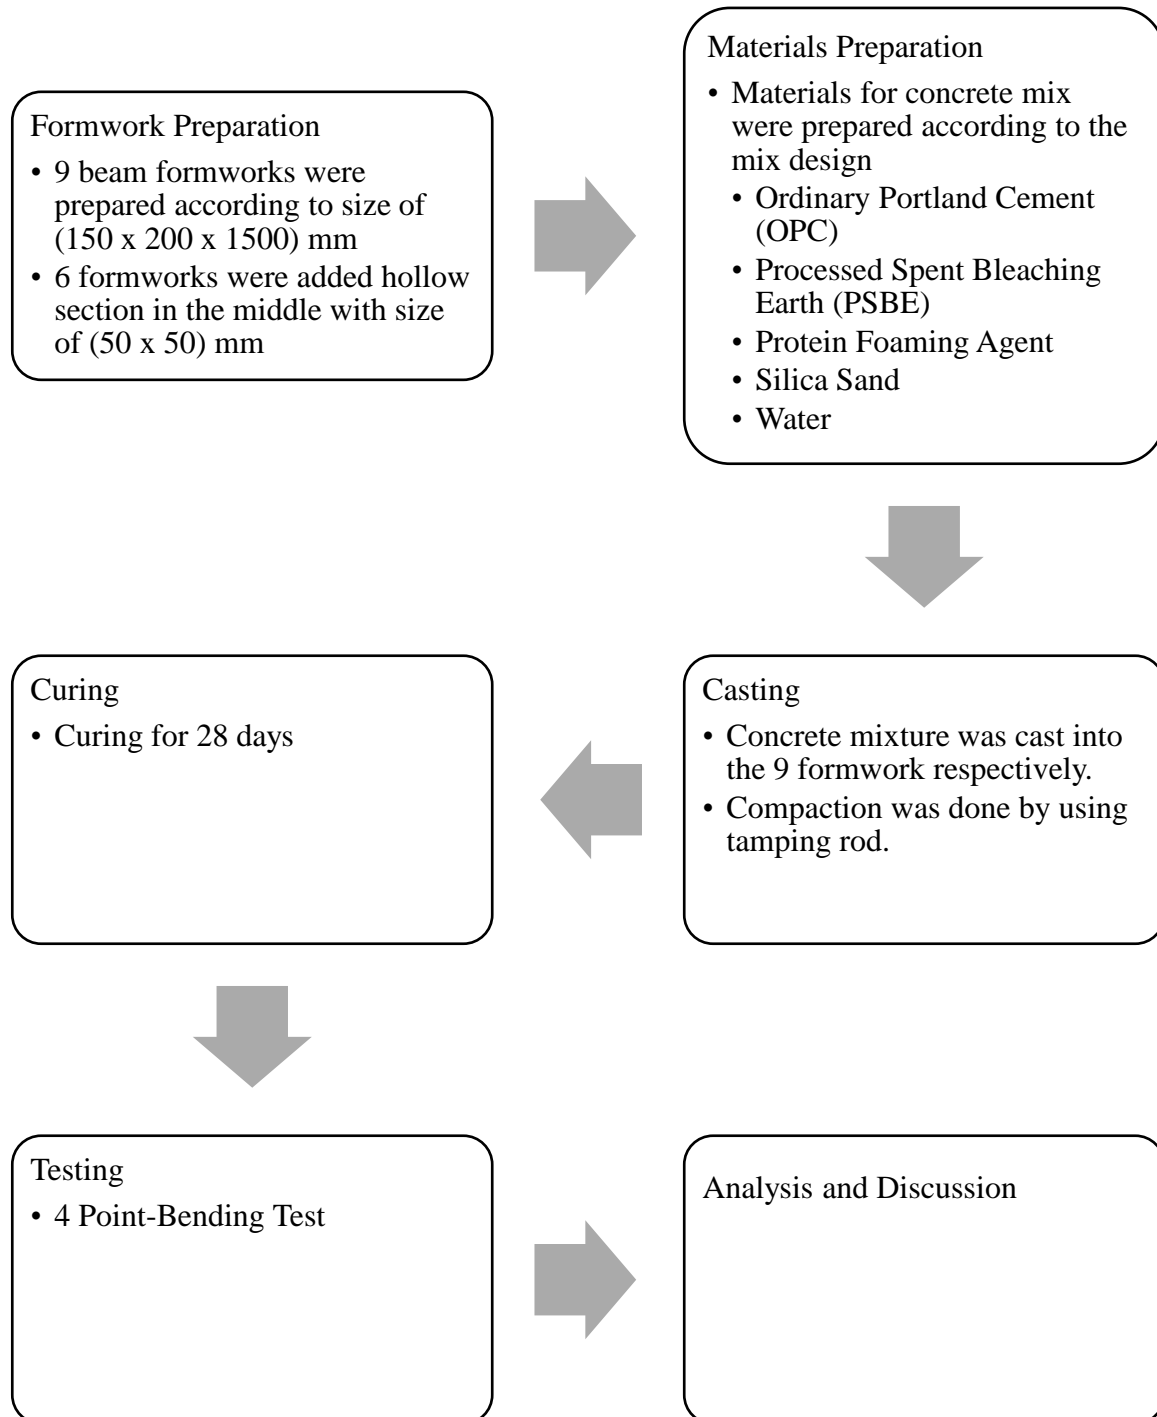 Formwork Preparation
• 9 beam formworks were
prepared according to size of
(150 x 200 x 1500) mm
• 6 formworks were added hollow
section in the middle with size
of (50 x 50) mm
Materials Preparation
• Materials for concrete mix
were prepared according to the
mix design
• Ordinary Portland Cement
(OPC)
• Processed Spent Bleaching
Earth (PSBE)
• Protein Foaming Agent
• Silica Sand
• Water
Casting
• Concrete mixture was cast into
the 9 formwork respectively.
• Compaction was done by using
tamping rod.
Curing
• Curing for 28 days
Testing
• 4 Point-Bending Test
Analysis and Discussion